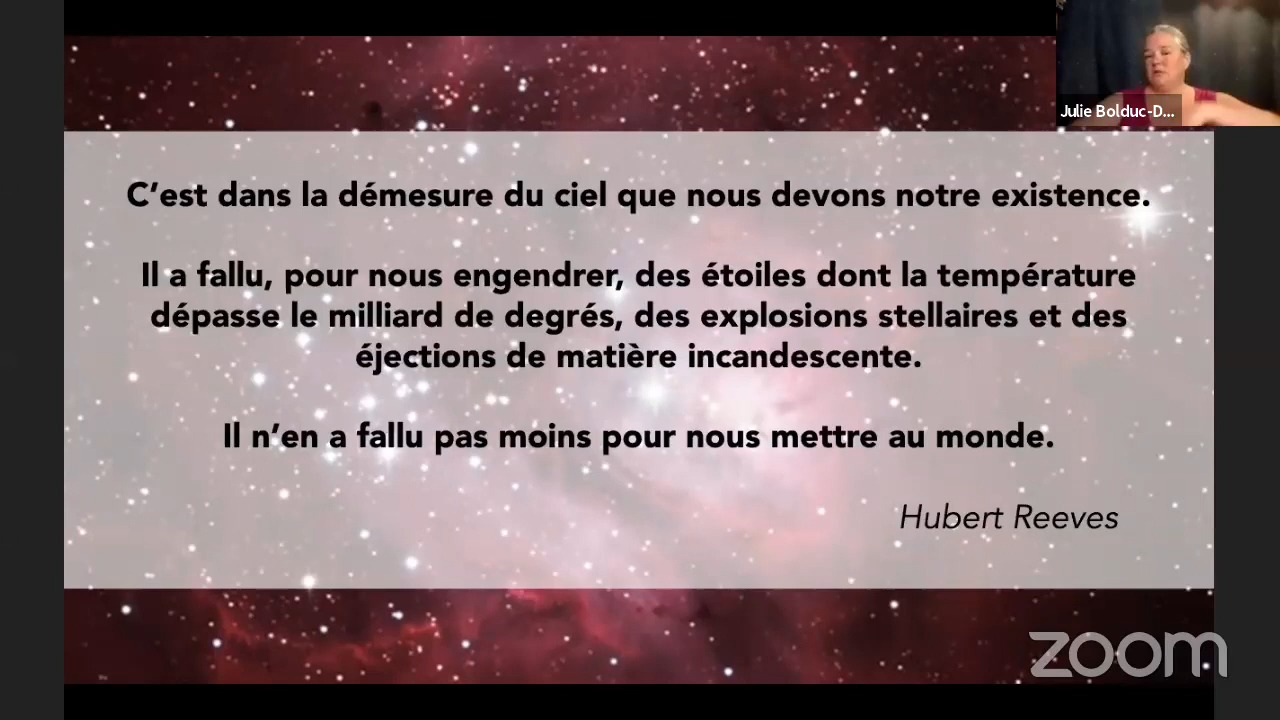 Julie Bolduc-D...
C’est dans la démesure du ciel que nous devons notre existence.
Il a fallu, pour nous engendrer, des étoiles dont la température
dépasse le milliard de degrés, des explosions stellaires et des
éjections de matière incandescente.
Il n’en a fallu pas moins pour nous mettre au monde.
Hubert Reeves
zoom